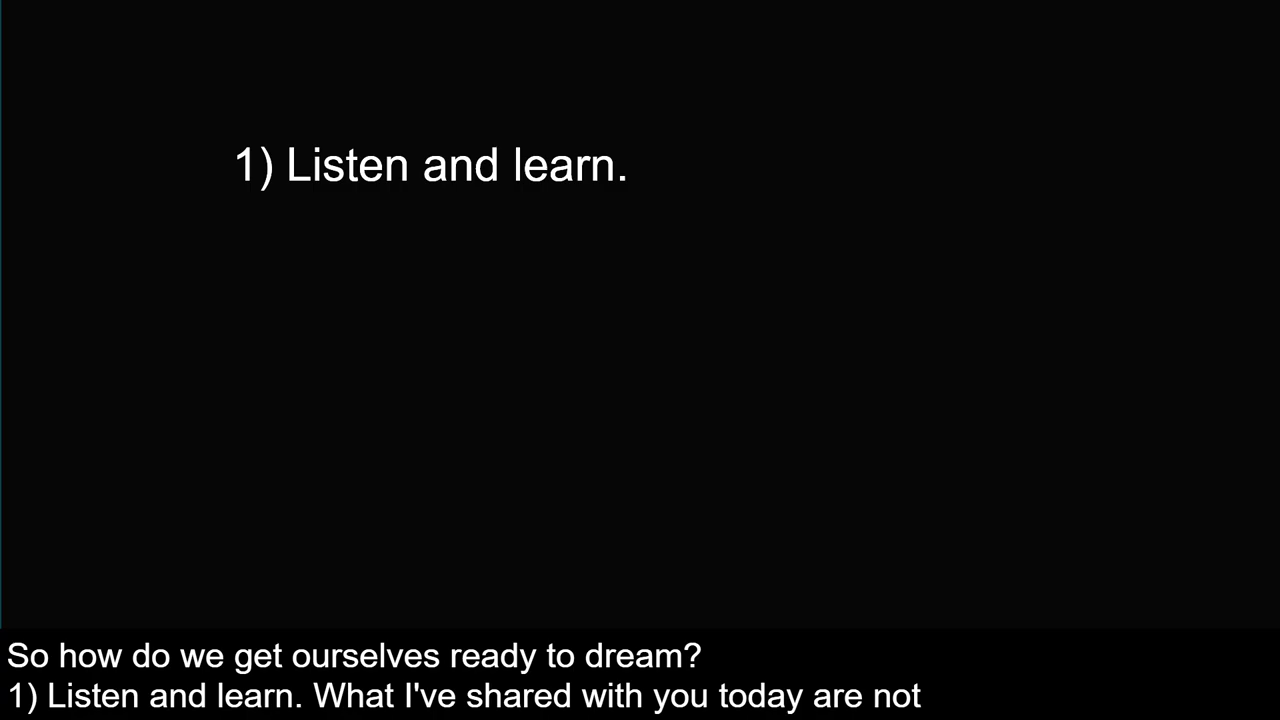 1) Listen and learn.
So how do we get ourselves ready to dream?
1) Listen and learn. What I've shared with you today are not